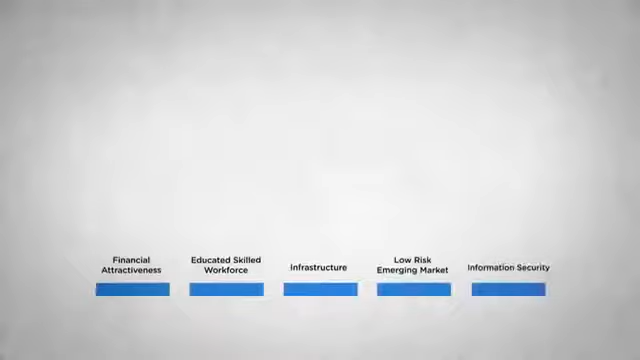 Financial
Attractiveness
Educated Skilled
Workforce
Infrastructure
Low Risk
Emerging Market
Information Security